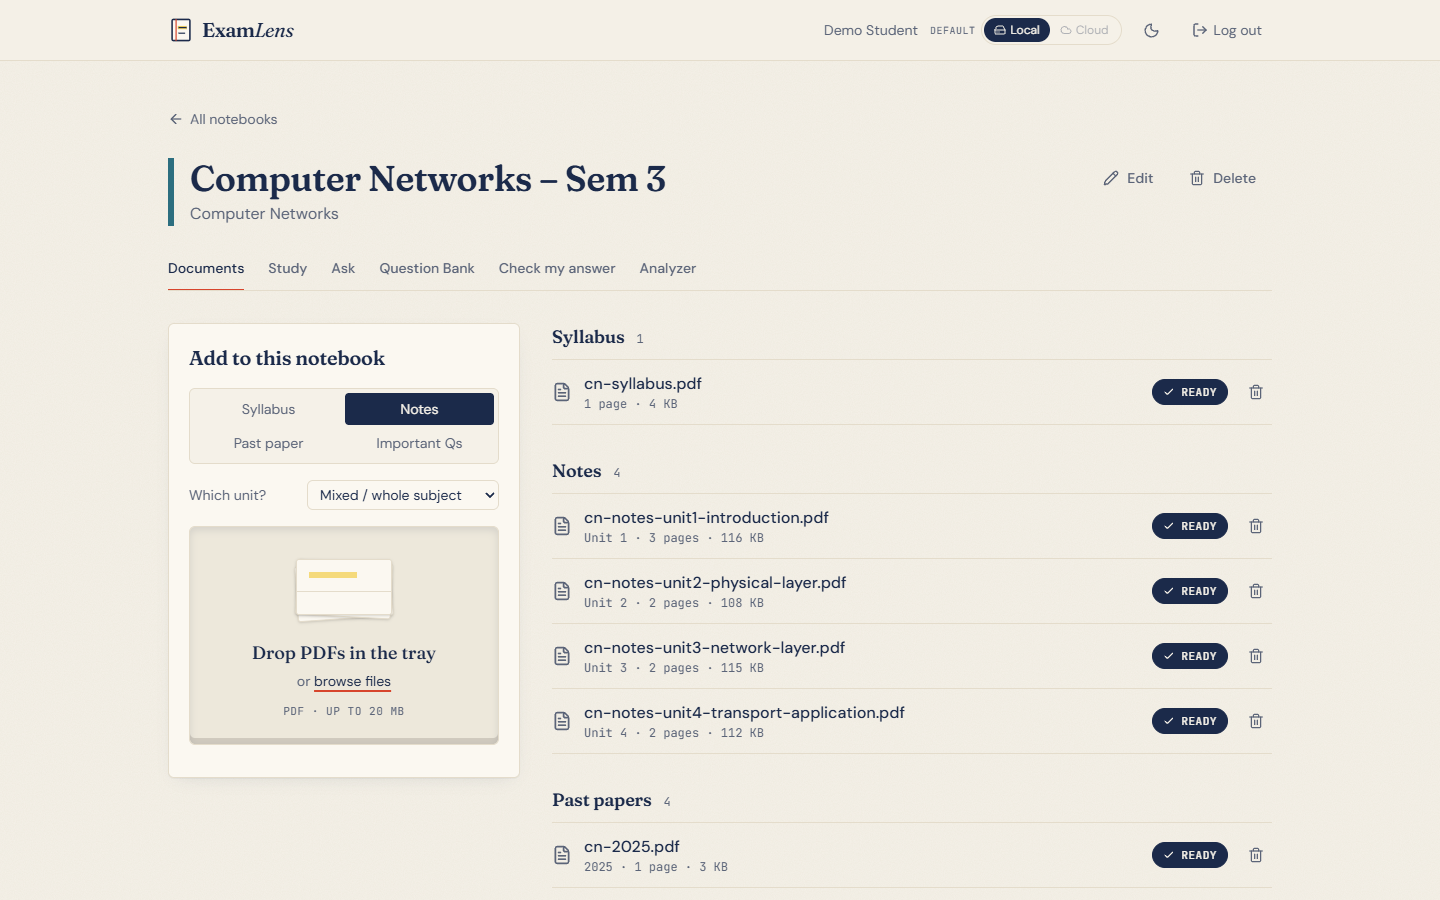 ExamLens
Demo Student DEFAULT Local Cloud Log out
All notebooks
Computer Networks – Sem 3
Computer Networks
Edit Delete
Documents Study Ask Question Bank Check my answer Analyzer
Add to this notebook
Syllabus Notes
Past paper Important Qs
Which unit? Mixed / whole subject
Drop PDFs in the tray
or browse files
PDF · UP TO 20 MB
Syllabus 1
cn-syllabus.pdf
1 page · 4 KB
READY
Notes 4
cn-notes-unit1-introduction.pdf
Unit 1 · 3 pages · 116 KB
READY
cn-notes-unit2-physical-layer.pdf
Unit 2 · 2 pages · 108 KB
READY
cn-notes-unit3-network-layer.pdf
Unit 3 · 2 pages · 115 KB
READY
cn-notes-unit4-transport-application.pdf
Unit 4 · 2 pages · 112 KB
READY
Past papers 4
cn-2025.pdf
2025 · 1 page · 3 KB
READY